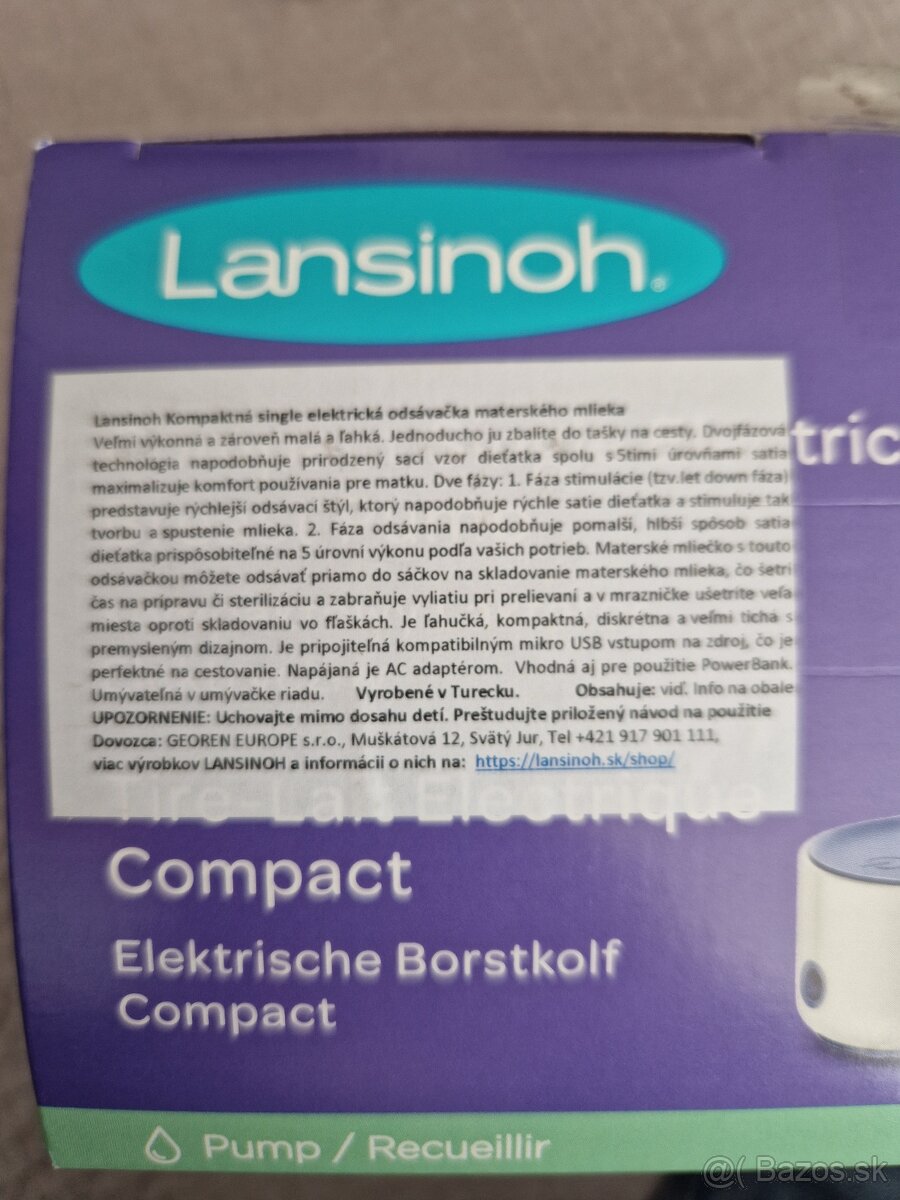 Lansinoh®
Lansinoh Kompaktná single elektrická odsávačka materského mlieka
Veľmi výkonná a zároveň malá a ľahká. Jednoducho ju zbalíte do tašky na cesty. Dvojfázová
technológia napodobňuje prirodzený sací vzor dieťatka spolu s 5timi úrovňami satia
maximalizuje komfort používania pre matku. Dve fázy: 1. Fáza stimulácie (tzv.let down fáza)
predstavuje rýchlejší odsávací štýl, ktorý napodobňuje rýchle satie dieťatka a stimuluje tak
tvorbu a spustenie mlieka. 2. Fáza odsávania napodobňuje pomalší, hlbší spôsob satia
dieťatka prispôsobiteľné na 5 úrovní výkonu podľa vašich potrieb. Materské mliečko s touto
odsávačkou môžete odsávať priamo do sáčkov na skladovanie materského mlieka, čo šetrí
čas na prípravu či sterilizáciu a zabraňuje vyliatiu pri prelievaní a v mrazničke ušetríte veľa
miesta oproti skladovaniu vo fľaškách. Je ľahučká, kompaktná, diskrétna a veľmi tichá s
premysleným dizajnom. Je pripojiteľná kompatibilným mikro USB vstupom na zdroj, čo je
perfektné na cestovanie. Napájaná je AC adaptérom. Vhodná aj pre použitie PowerBank.
Umývateľná v umývačke riadu. Vyrobené v Turecku. Obsahuje: viď. Info na obale
UPOZORNENIE: Uchovajte mimo dosahu detí. Preštudujte priložený návod na použitie
Dovozca: GEOREN EUROPE s.r.o., Muškátová 12, Svätý Jur, Tel +421 917 901 111,
viac výrobkov LANSINOH a informácii o nich na: https://lansinoh.sk/shop/
tric
Tire-Lait Électrique
Compact
Elektrische Borstkolf
Compact
Pump / Recueillir
@( Bazos.sk